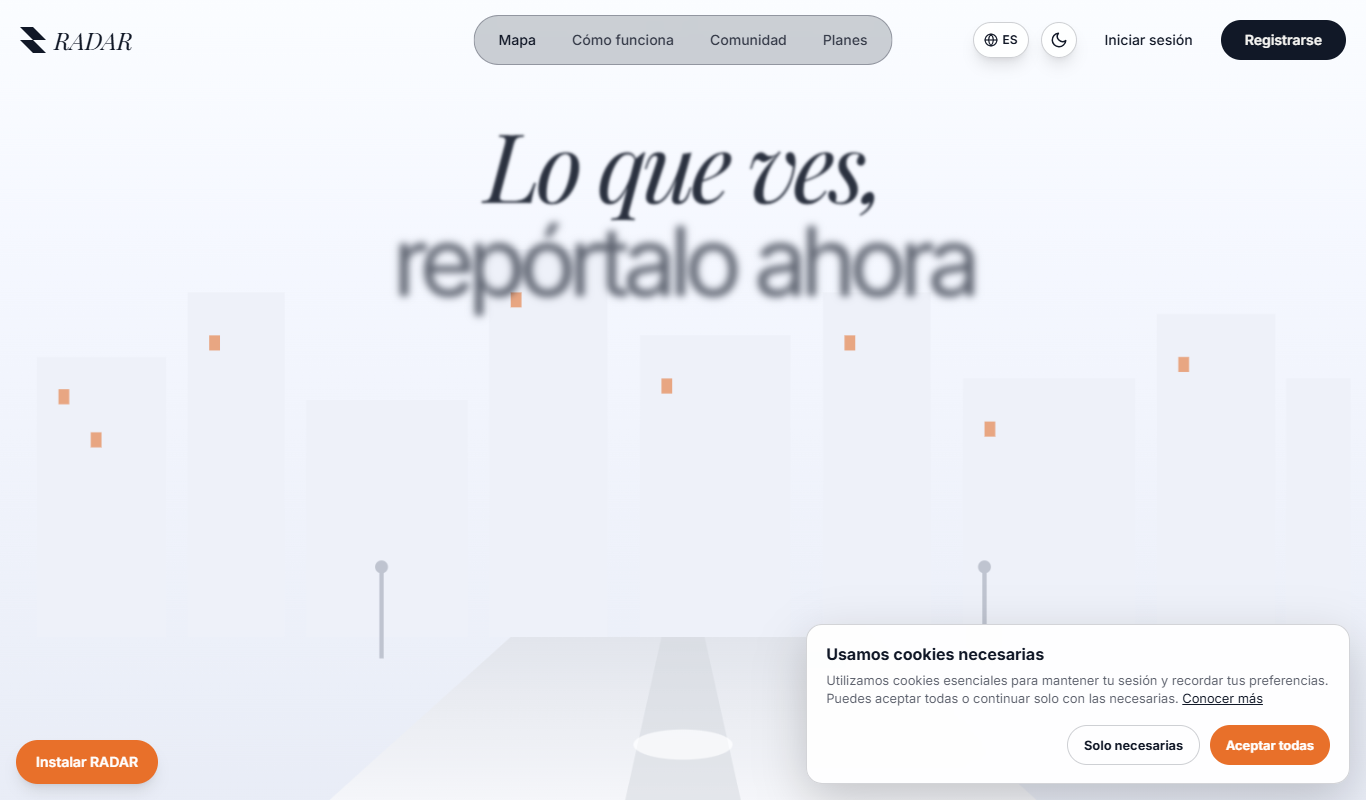 RADAR
Mapa Cómo funciona Comunidad Planes
ES
Iniciar sesión
Registrarse
Lo que ves,
repórtalo ahora
Usamos cookies necesarias
Utilizamos cookies esenciales para mantener tu sesión y recordar tus preferencias.
Puedes aceptar todas o continuar solo con las necesarias. Conocer más
Solo necesarias
Aceptar todas
Instalar RADAR